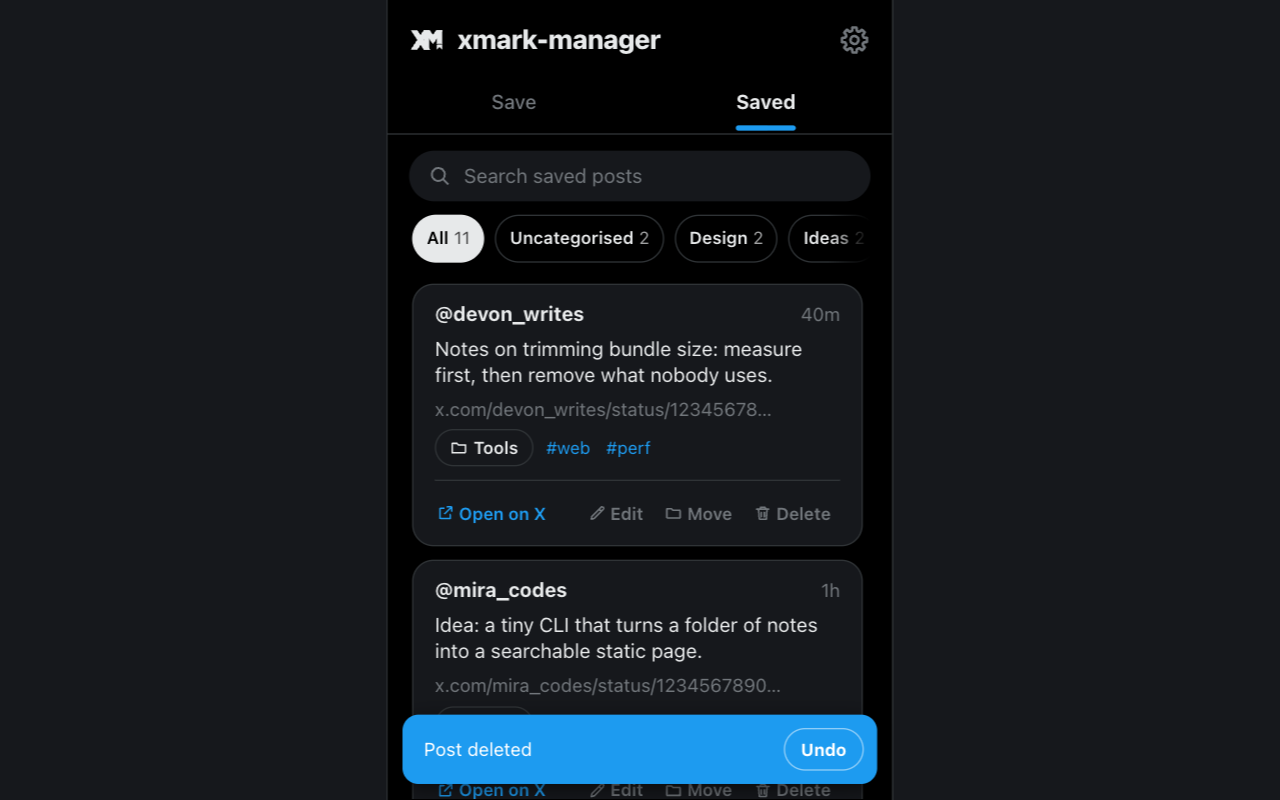 XM xmark-manager
Save Saved
Search saved posts
All 11 Uncategorised 2 Design 2 Ideas 2
@devon_writes 40m
Notes on trimming bundle size: measure
first, then remove what nobody uses.
x.com/devon_writes/status/12345678...
Tools #web #perf
Open on X Edit Move Delete
@mira_codes 1h
Idea: a tiny CLI that turns a folder of notes
into a searchable static page.
x.com/mira_codes/status/1234567890...
Post deleted Undo
Open on X Edit Move Delete